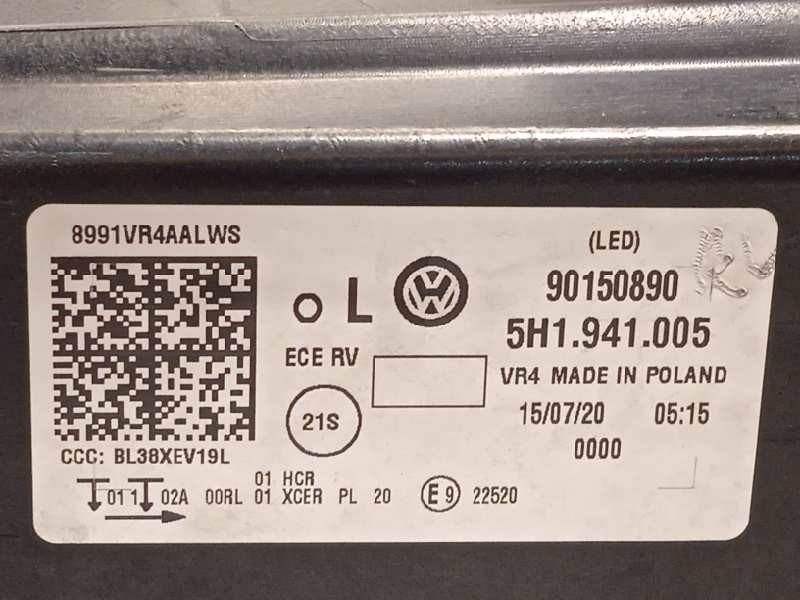 8991VR4AALWS
(LED)
90150890
o L
5H1.941.005
ECE RV
VR4 MADE IN POLAND
21S
15/07/20 05:15
0000
CCC: BL38XEV19L
01 HCR
01 1 02A 00RL 01 XCER PL 20 E9 22520